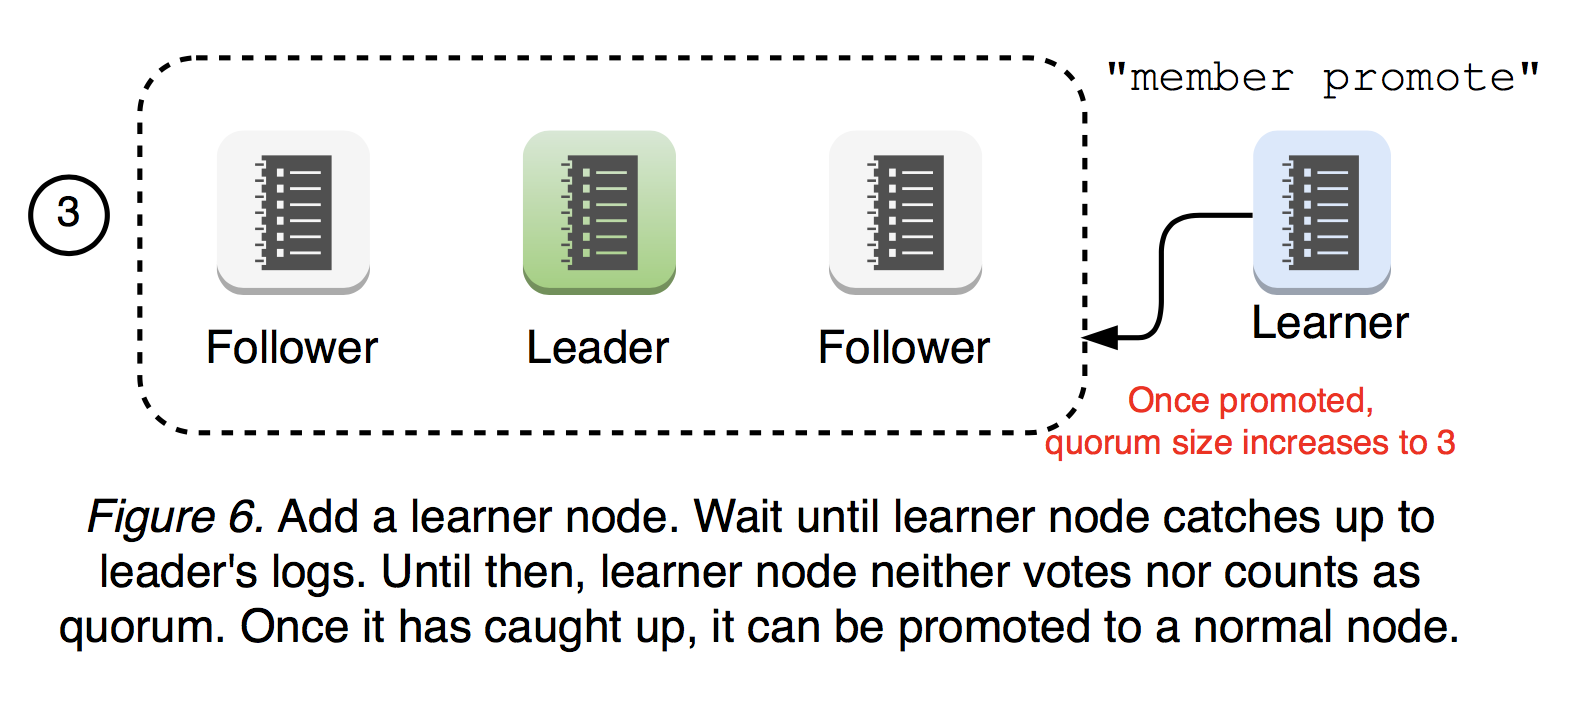 "member promote"
3
Follower
Leader
Follower
Learner
Once promoted,
quorum size increases to 3
Figure 6. Add a learner node. Wait until learner node catches up to
leader's logs. Until then, learner node neither votes nor counts as
quorum. Once it has caught up, it can be promoted to a normal node.